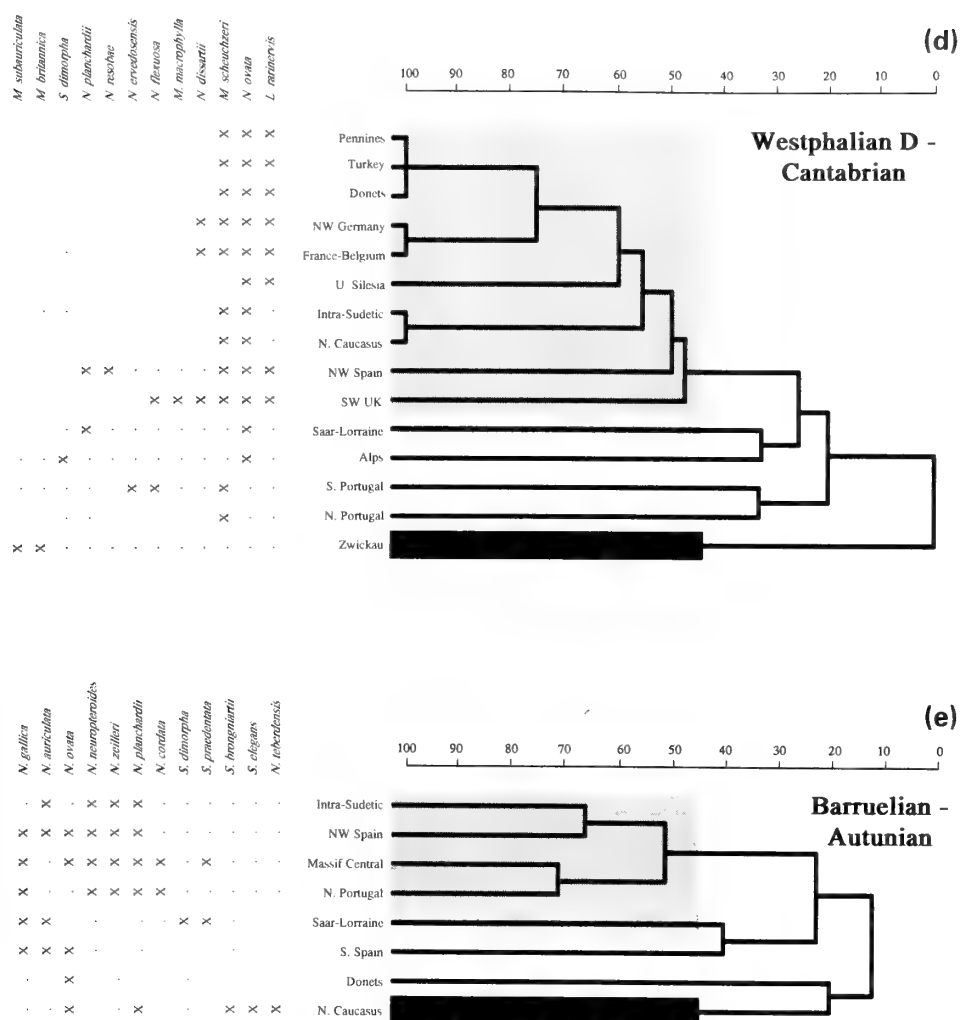 M subauriculata
M britannica
S dimorpha
N planchardii
N resobae
N ervedosensis
N flexuosa
M. macrophylla
N dissartii
M scheuchzeri
N ovata
L rarinervis
(d)
100 90 80 70 60 50 40 30 20 10 0
Westphalian D -
Cantabrian
x x x Pennines
x x x Turkey
x x x Donets
x x x x NW Germany
. x x x x France-Belgium
x x U Silesia
. . x x . Intra-Sudetic
x x . N. Caucasus
x x x x x NW Spain
x x x x x x SW UK
. x . . . . . . x . Saar-Lorraine
. . x . . . . . . . x . Alps
. . . . . x x . . x . . S. Portugal
. . x . . N. Portugal
x x . . . . . . . . . . Zwickau
N. gallica
N. auriculata
N. ovata
N. neuropteroides
N. zeilleri
N. planchardii
N. cordata
S. dimorpha
S. praedentata
S. brongniartii
S. elegans
N. teberdensis
(e)
100 90 80 70 60 50 40 30 20 10 0
Barruelian -
Autunian
. x . x x x . . . . . . Intra-Sudetic
x x x x x x . . . . . . NW Spain
x . x x x x x . x . . . Massif Central
x . . x x x x . . . . . N. Portugal
x x . . . . . x x . . . Saar-Lorraine
x x x . . . . S. Spain
. . x . . . . Donets
. . x . . x . . . x x x N. Caucasus